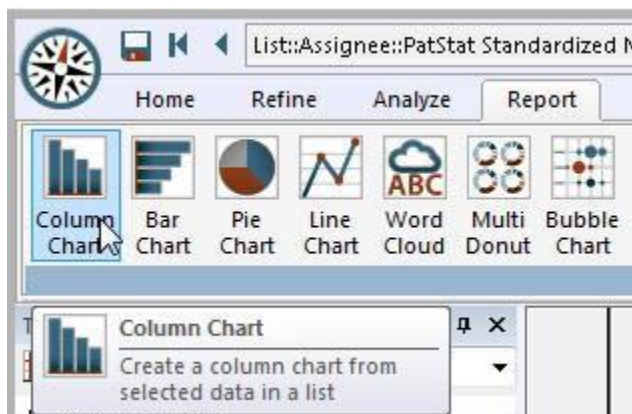 List::Assignee::PatStat Standardized N
Home Refine Analyze Report
ABC
Column Chart
Bar Chart
Pie Chart
Line Chart
Word Cloud
Multi Donut
Bubble Chart
Column Chart
Create a column chart from
selected data in a list